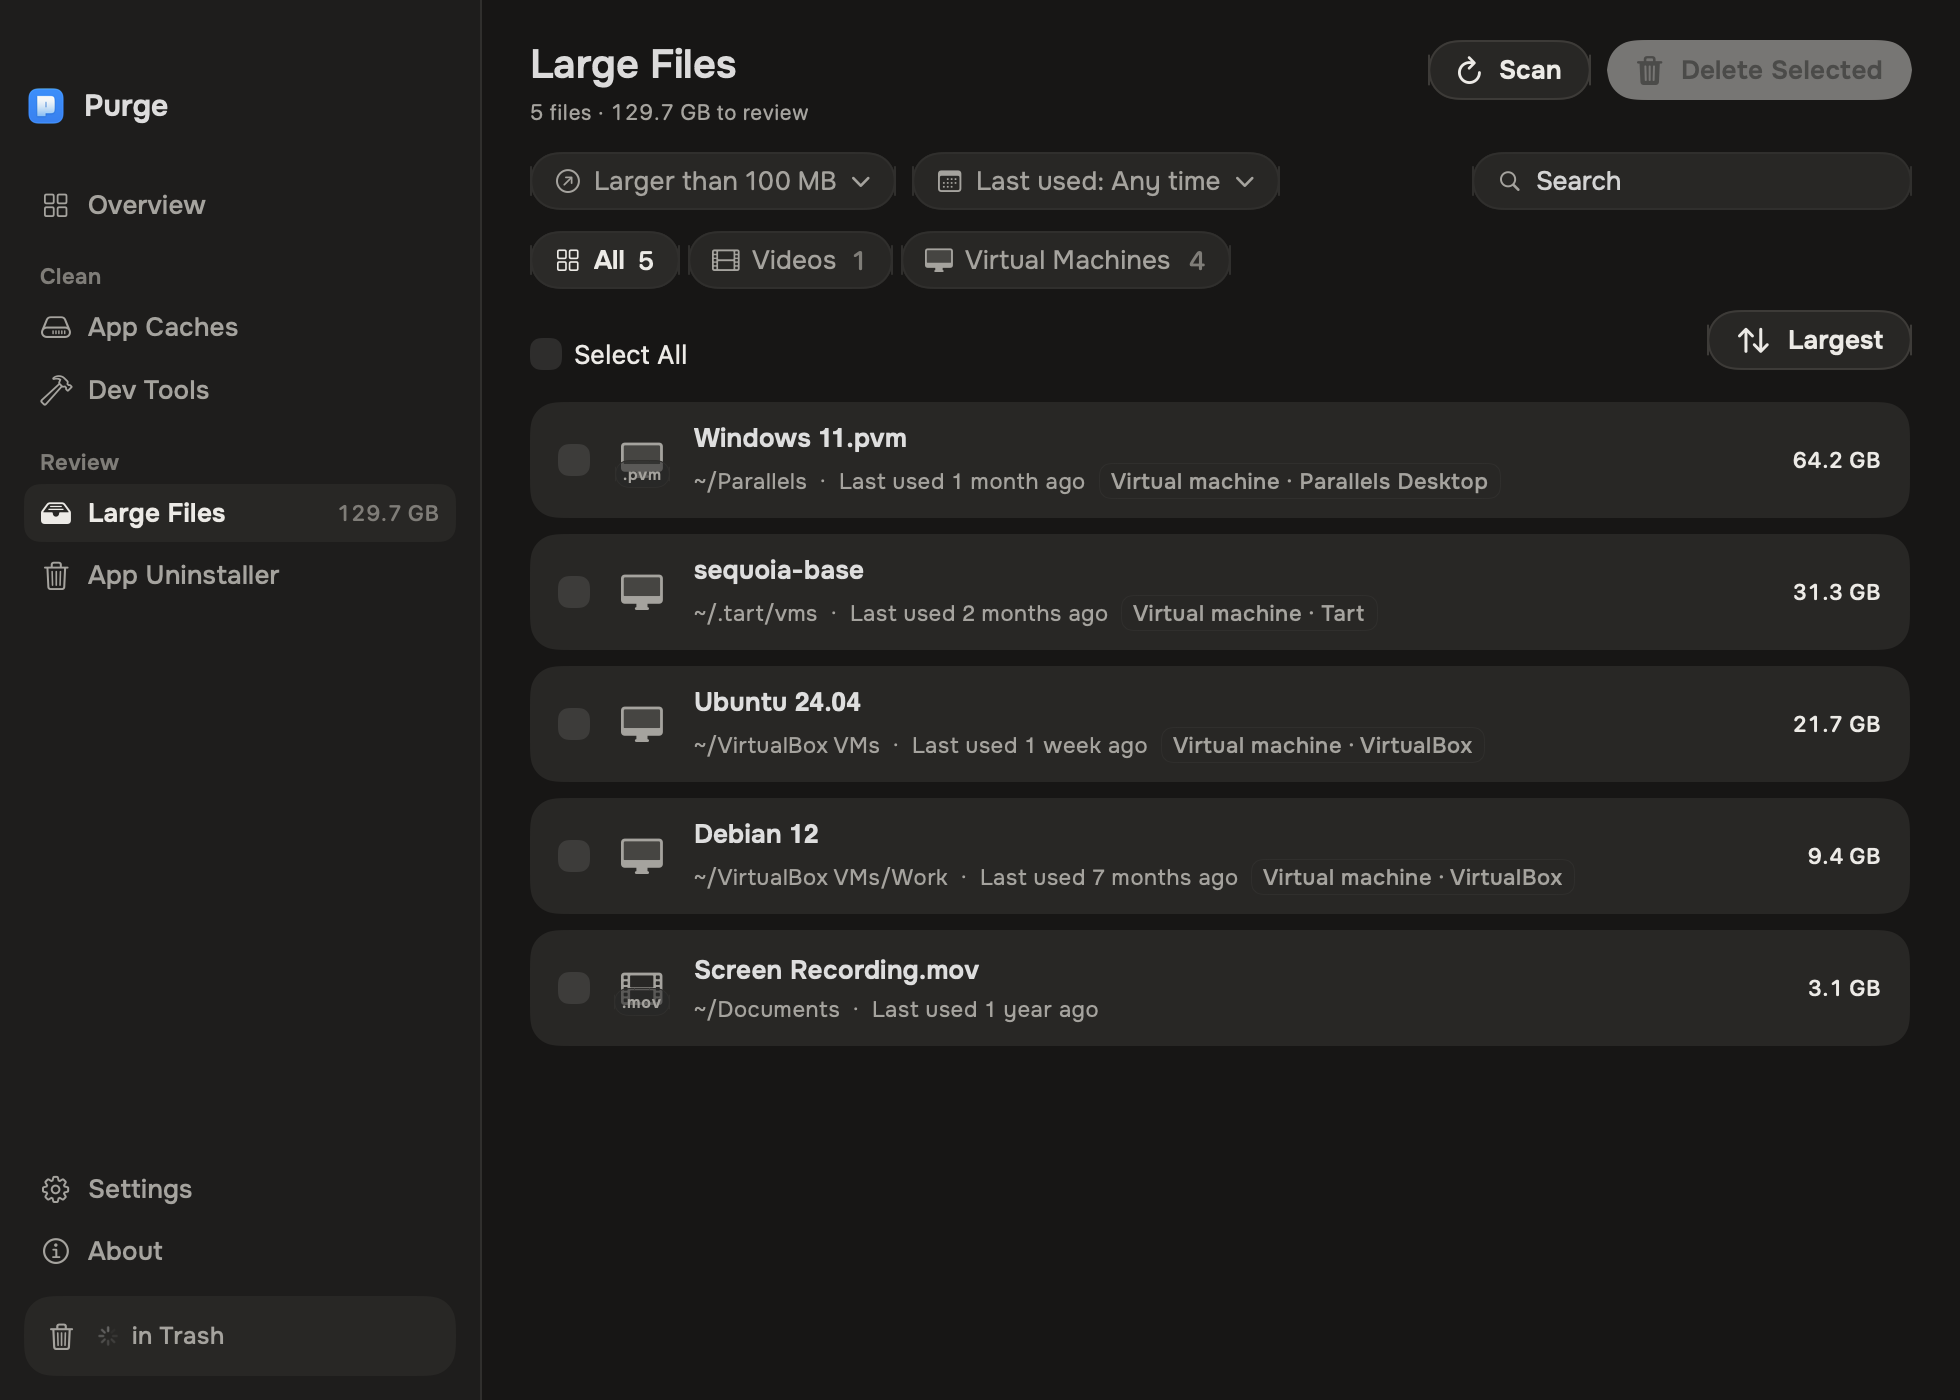 Purge
Overview
Clean
App Caches
Dev Tools
Review
Large Files 129.7 GB
App Uninstaller
Settings
About
in Trash
Large Files
5 files · 129.7 GB to review
Scan
Delete Selected
Larger than 100 MB
Last used: Any time
Search
All 5
Videos 1
Virtual Machines 4
Select All
Largest
Windows 11.pvm
.pvm
~/Parallels · Last used 1 month ago Virtual machine · Parallels Desktop
64.2 GB
sequoia-base
~/.tart/vms · Last used 2 months ago Virtual machine · Tart
31.3 GB
Ubuntu 24.04
~/VirtualBox VMs · Last used 1 week ago Virtual machine · VirtualBox
21.7 GB
Debian 12
~/VirtualBox VMs/Work · Last used 7 months ago Virtual machine · VirtualBox
9.4 GB
Screen Recording.mov
.mov
~/Documents · Last used 1 year ago
3.1 GB